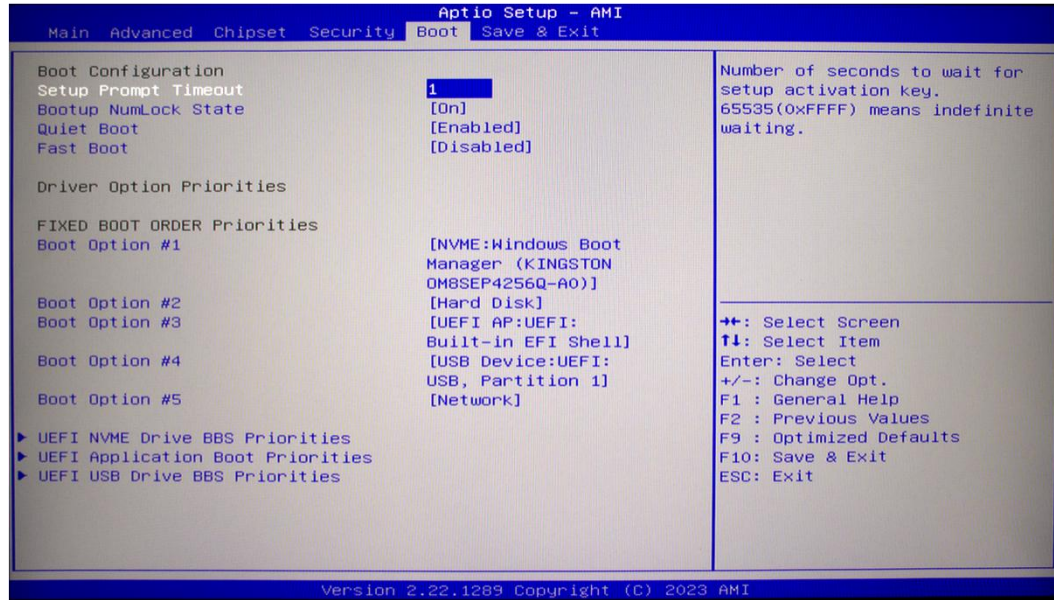 Aptio Setup – AMI
Main Advanced Chipset Security Boot Save & Exit
Boot Configuration
Setup Prompt Timeout 1
Bootup NumLock State [On]
Quiet Boot [Enabled]
Fast Boot [Disabled]
Driver Option Priorities
FIXED BOOT ORDER Priorities
Boot Option #1 [NVME:Windows Boot
Manager (KINGSTON
OM8SEP4256Q-A0)]
Boot Option #2 [Hard Disk]
Boot Option #3 [UEFI AP:UEFI:
Built-in EFI Shell]
Boot Option #4 [USB Device:UEFI:
USB, Partition 1]
Boot Option #5 [Network]
▶ UEFI NVME Drive BBS Priorities
▶ UEFI Application Boot Priorities
▶ UEFI USB Drive BBS Priorities
Number of seconds to wait for
setup activation key.
65535(0xFFFF) means indefinite
waiting.
→←: Select Screen
↑↓: Select Item
Enter: Select
+/-: Change Opt.
F1 : General Help
F2 : Previous Values
F9 : Optimized Defaults
F10: Save & Exit
ESC: Exit
Version 2.22.1289 Copyright (C) 2023 AMI